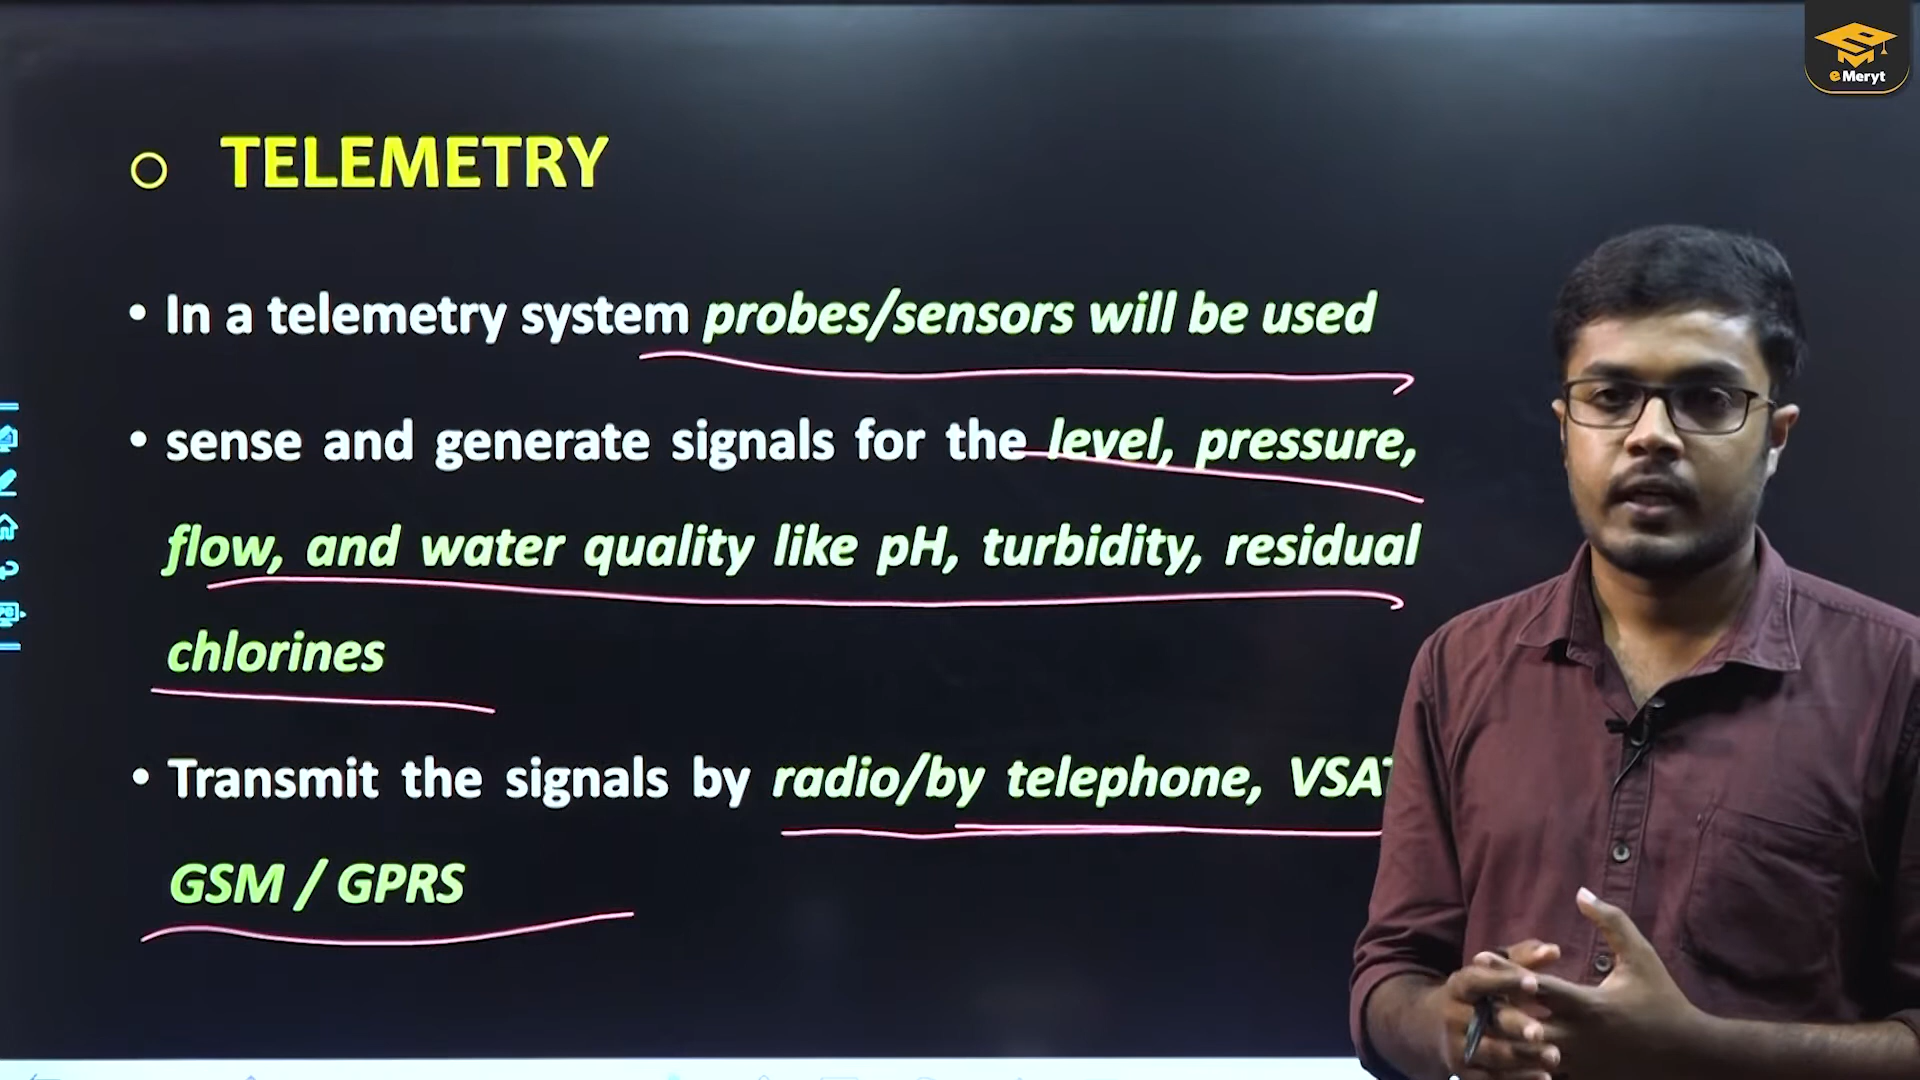 eMeryt
TELEMETRY
• In a telemetry system probes/sensors will be used
• sense and generate signals for the level, pressure,
flow, and water quality like pH, turbidity, residual
chlorines
• Transmit the signals by radio/by telephone, VSAT
GSM / GPRS